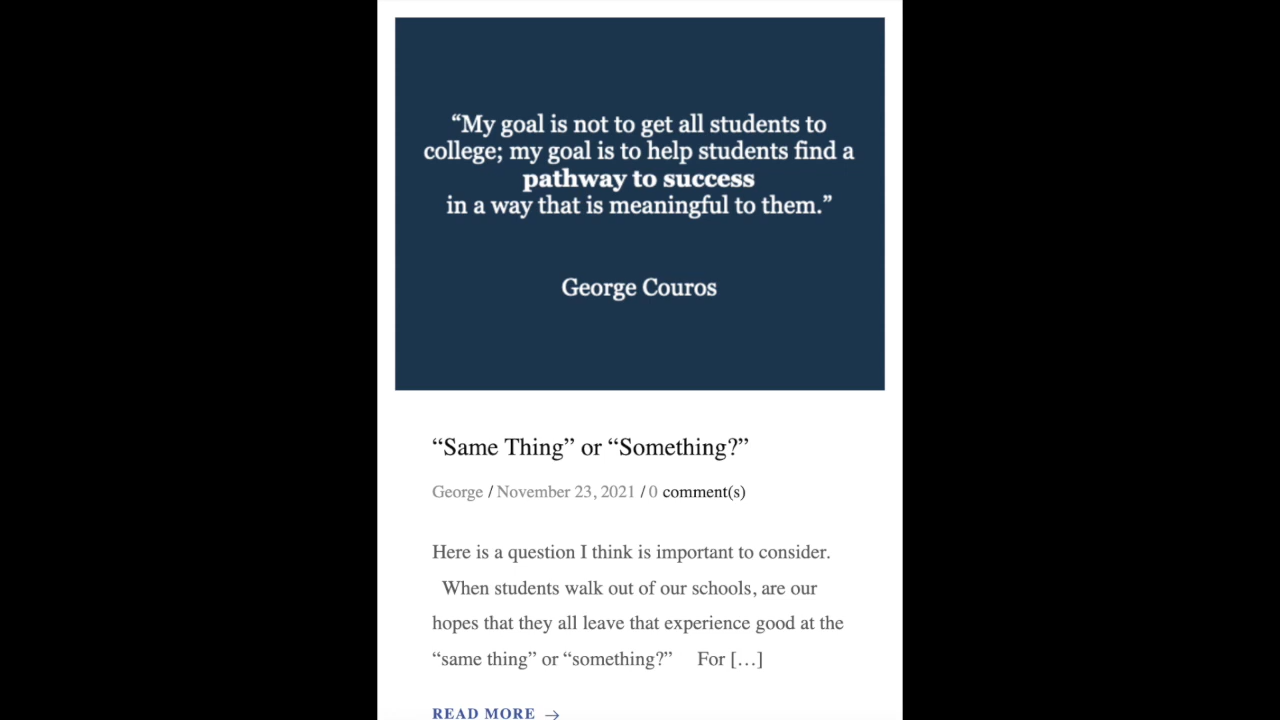 “My goal is not to get all students to
college; my goal is to help students find a
pathway to success
in a way that is meaningful to them.”
George Couros
“Same Thing” or “Something?”
George / November 23, 2021 / 0 comment(s)
Here is a question I think is important to consider.
When students walk out of our schools, are our
hopes that they all leave that experience good at the
“same thing” or “something?” For […]
READ MORE →